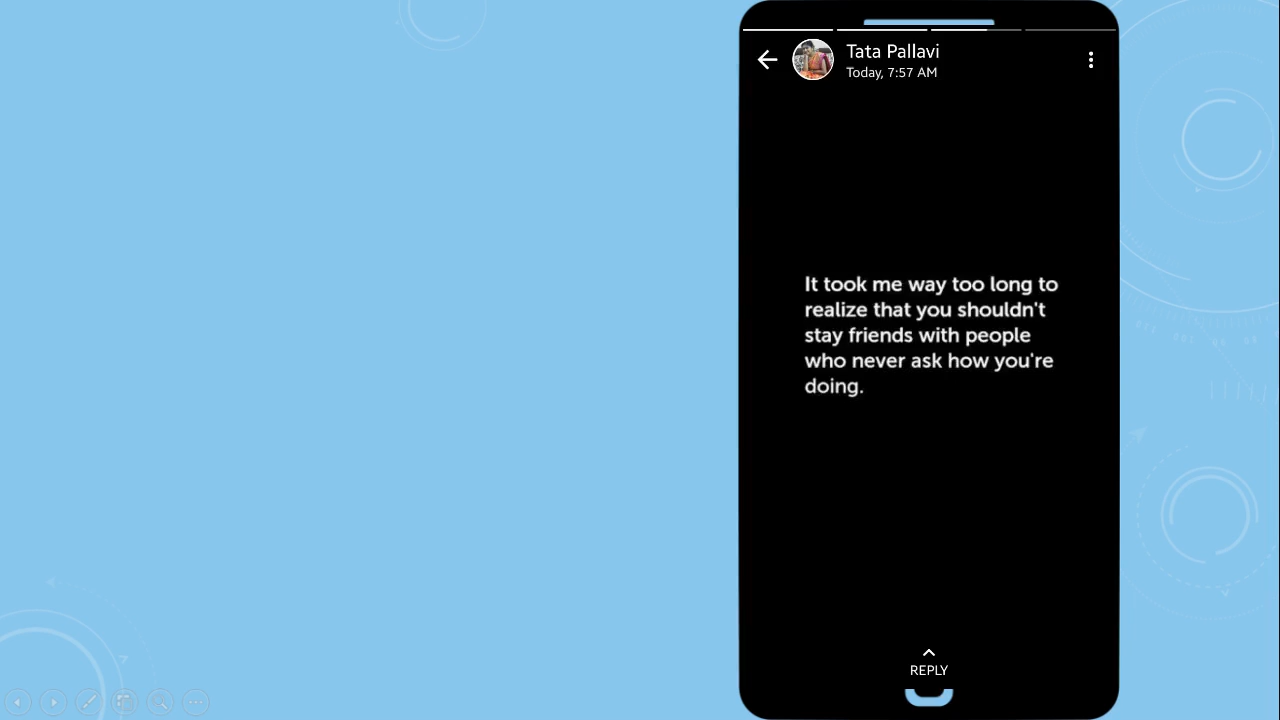 Tata Pallavi
Today, 7:57 AM
It took me way too long to
realize that you shouldn't
stay friends with people
who never ask how you're
doing.
REPLY